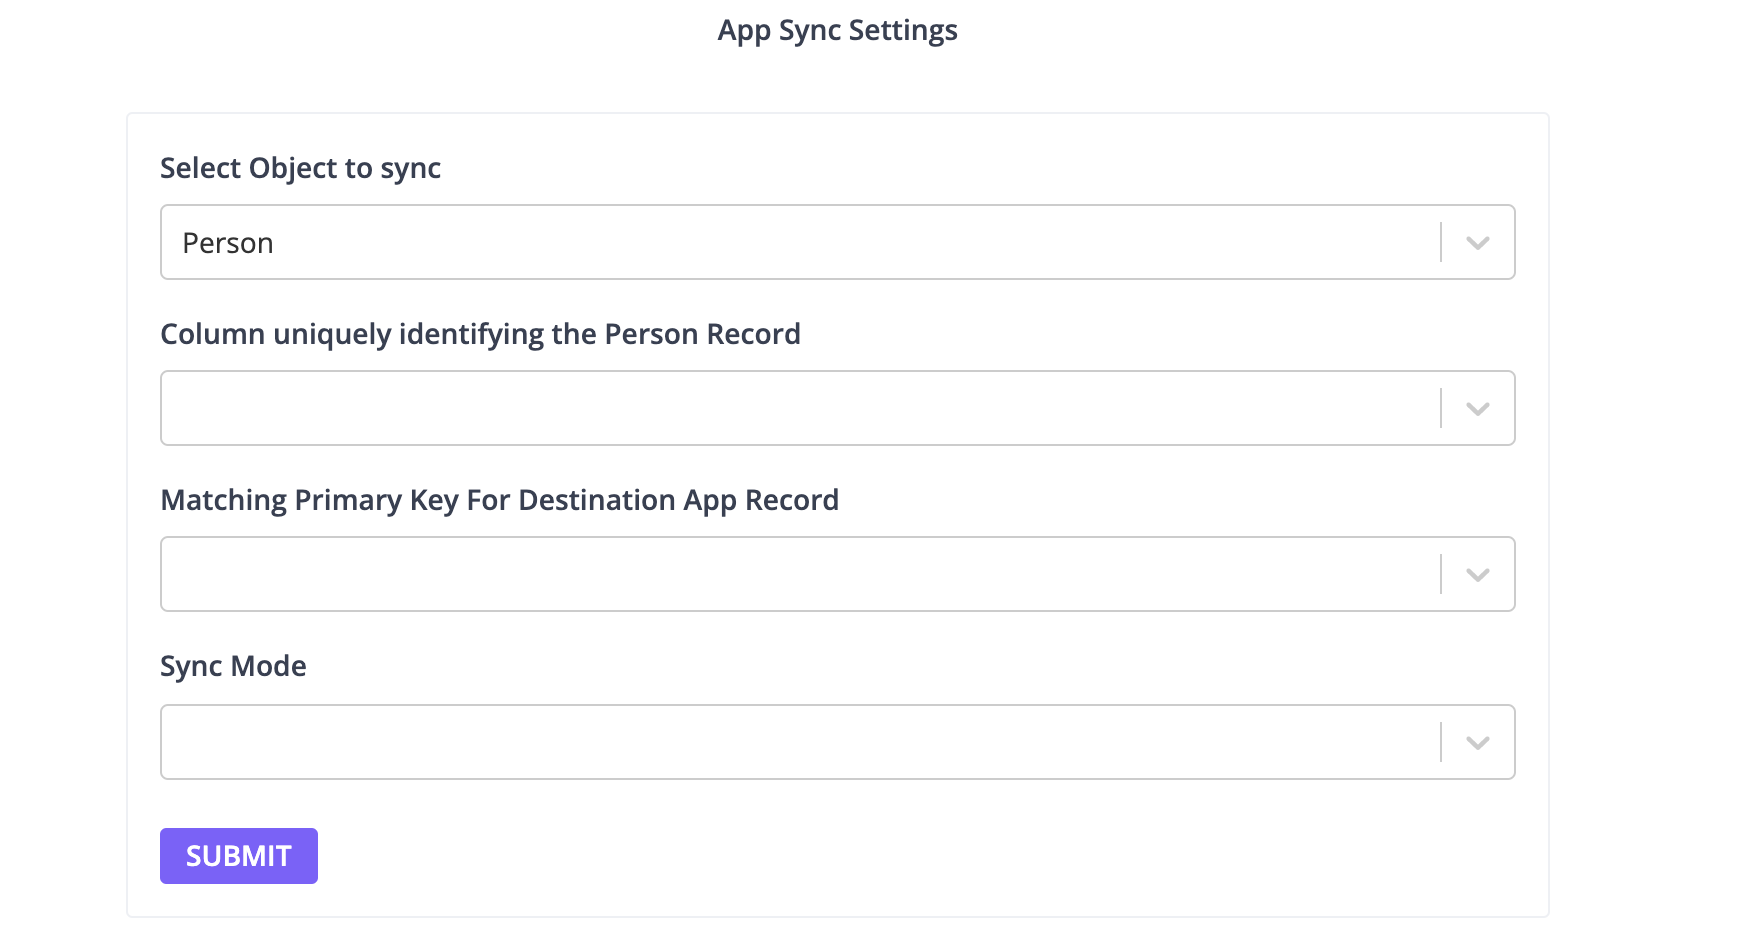 App Sync Settings
Select Object to sync
Person
Column uniquely identifying the Person Record
Matching Primary Key For Destination App Record
Sync Mode
SUBMIT